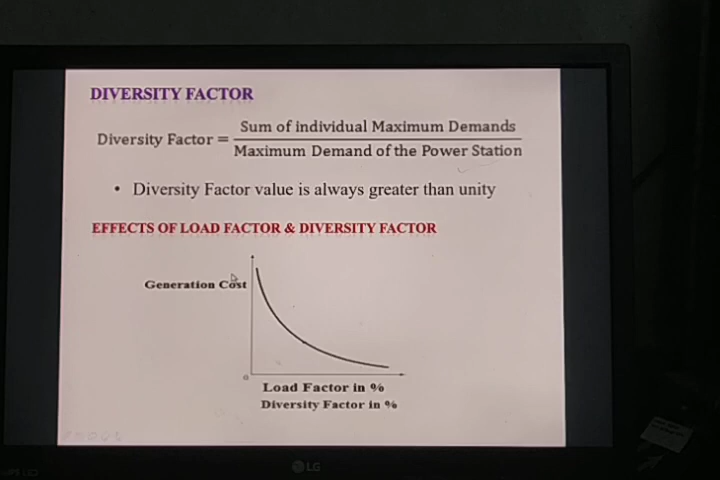 DIVERSITY FACTOR
Diversity Factor = Sum of individual Maximum Demands
Maximum Demand of the Power Station
• Diversity Factor value is always greater than unity
EFFECTS OF LOAD FACTOR & DIVERSITY FACTOR
Generation Cost
Load Factor in %
Diversity Factor in %
LG